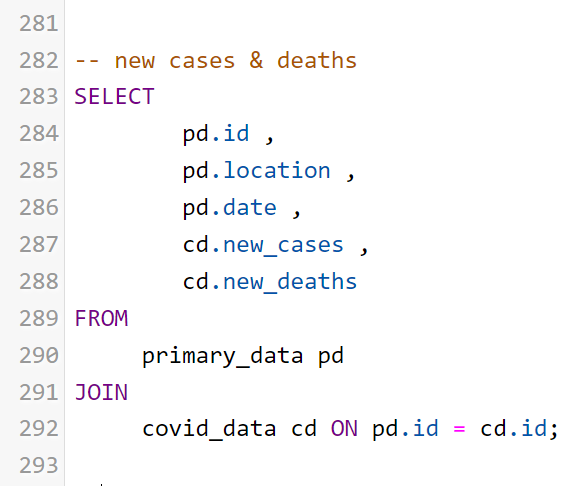 281
282 -- new cases & deaths
283 SELECT
284 pd.id ,
285 pd.location ,
286 pd.date ,
287 cd.new_cases ,
288 cd.new_deaths
289 FROM
290 primary_data pd
291 JOIN
292 covid_data cd ON pd.id = cd.id;
293